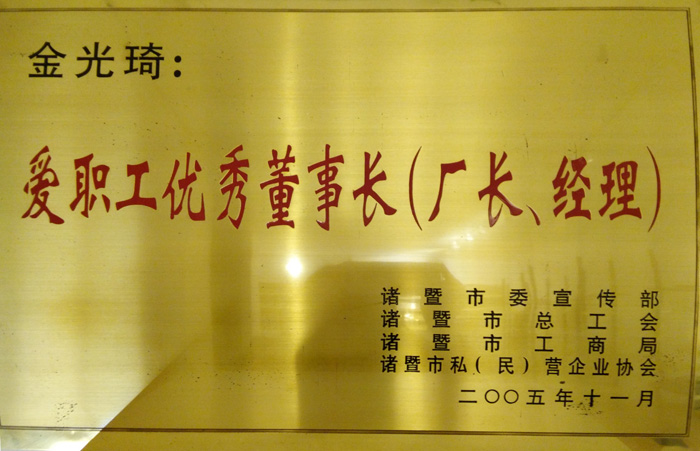 金光琦：
爱职工优秀董事长（厂长、经理）
诸暨市委宣传部
诸暨市总工会
诸暨市工商局
诸暨市私（民）营企业协会
二〇〇五年十一月